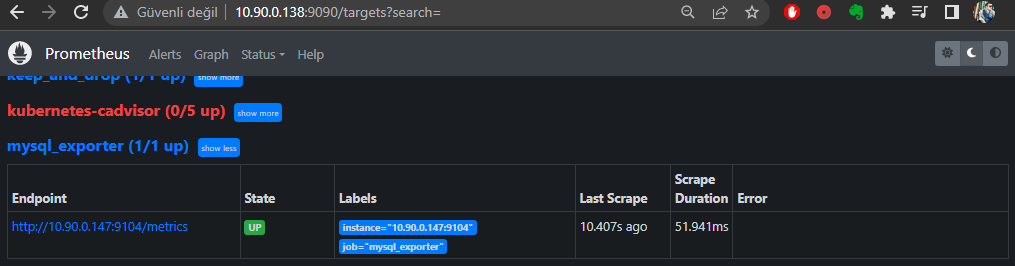 Güvenli değil
10.90.0.138:9090/targets?search=
Prometheus Alerts Graph Status Help
keep_and_drop (1/1 up) show more
kubernetes-cadvisor (0/5 up) show more
mysql_exporter (1/1 up) show less
Endpoint State Labels Last Scrape Scrape Duration Error
http://10.90.0.147:9104/metrics UP instance="10.90.0.147:9104" 10.407s ago 51.941ms
job="mysql_exporter"